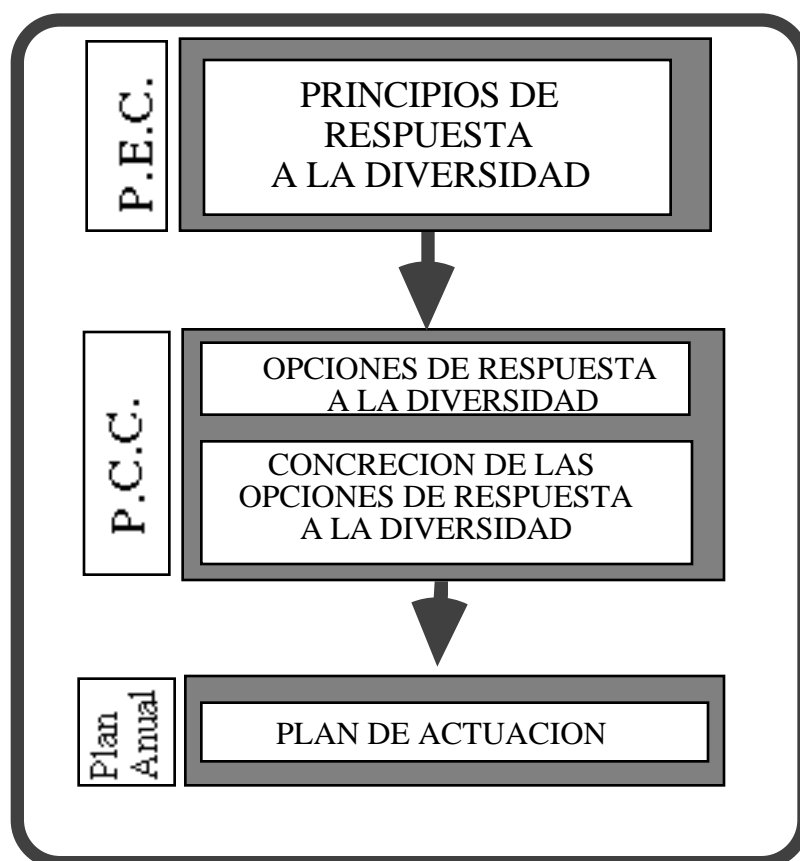 P.E.C.
PRINCIPIOS DE
RESPUESTA
A LA DIVERSIDAD
P.C.C.
OPCIONES DE RESPUESTA
A LA DIVERSIDAD
CONCRECION DE LAS
OPCIONES DE RESPUESTA
A LA DIVERSIDAD
Plan
Anual
PLAN DE ACTUACION